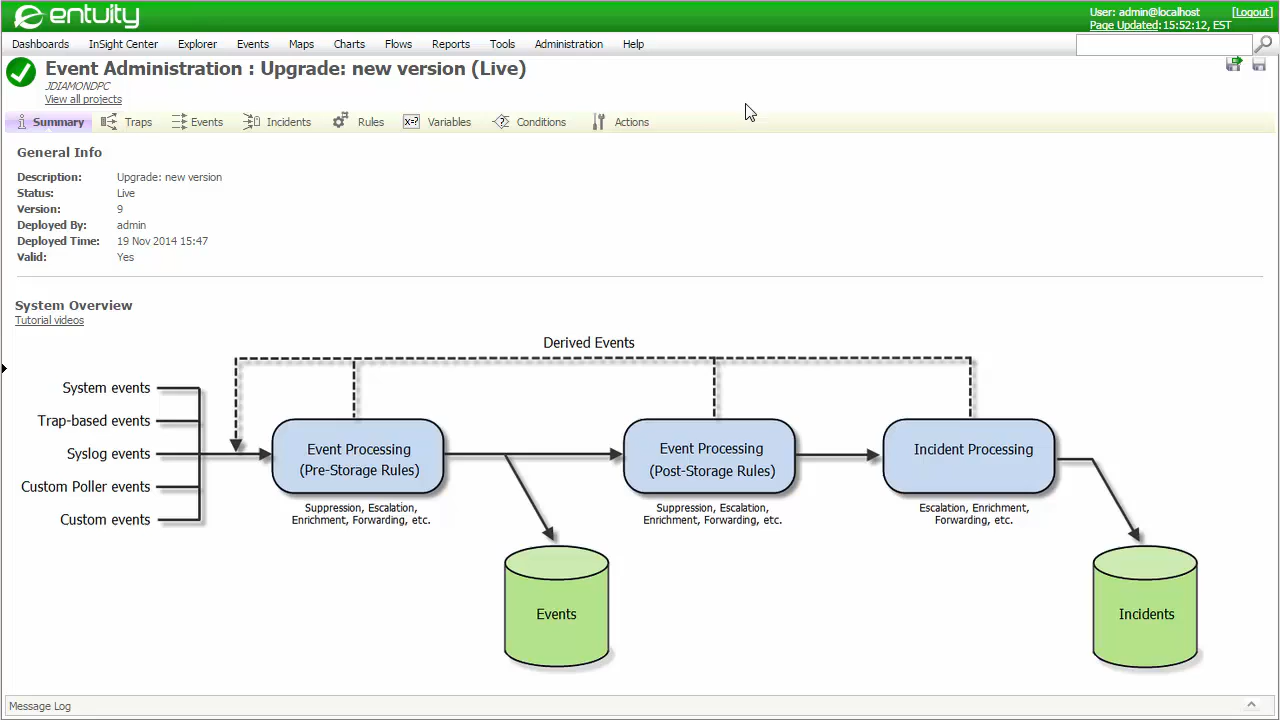 entuity
User: admin@localhost [Logout]
Page Updated: 15:52:12, EST
Dashboards InSight Center Explorer Events Maps Charts Flows Reports Tools Administration Help
Event Administration : Upgrade: new version (Live)
JDIAMONDPC
View all projects
Summary Traps Events Incidents Rules Variables Conditions Actions
General Info
Description: Upgrade: new version
Status: Live
Version: 9
Deployed By: admin
Deployed Time: 19 Nov 2014 15:47
Valid: Yes
System Overview
Tutorial videos
Derived Events
System events
Trap-based events
Syslog events
Custom Poller events
Custom events
Event Processing
(Pre-Storage Rules)
Suppression, Escalation,
Enrichment, Forwarding, etc.
Event Processing
(Post-Storage Rules)
Suppression, Escalation,
Enrichment, Forwarding, etc.
Incident Processing
Escalation, Enrichment,
Forwarding, etc.
Events
Incidents
Message Log